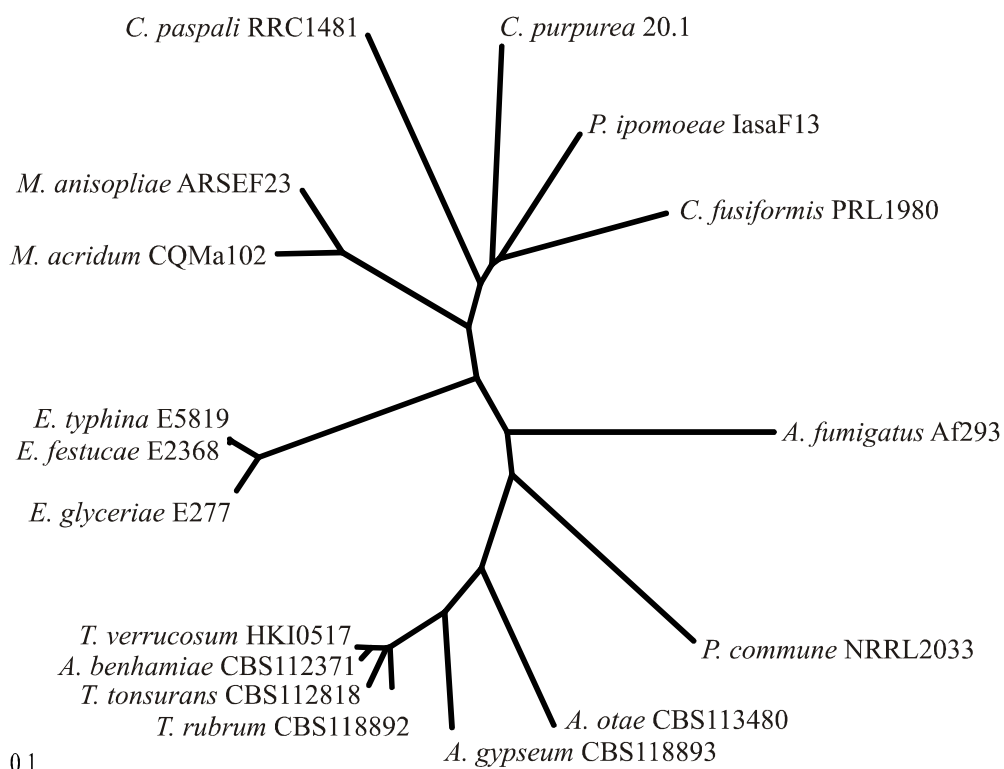 C. paspali RRC1481
C. purpurea 20.1
P. ipomoeae IasaF13
M. anisopliae ARSEF23
C. fusiformis PRL1980
M. acridum CQMa102
E. typhina E5819
A. fumigatus Af293
E. festucae E2368
E. glyceriae E277
T. verrucosum HKI0517
P. commune NRRL2033
A. benhamiae CBS112371
T. tonsurans CBS112818
A. otae CBS113480
T. rubrum CBS118892
A. gypseum CBS118893
0.1